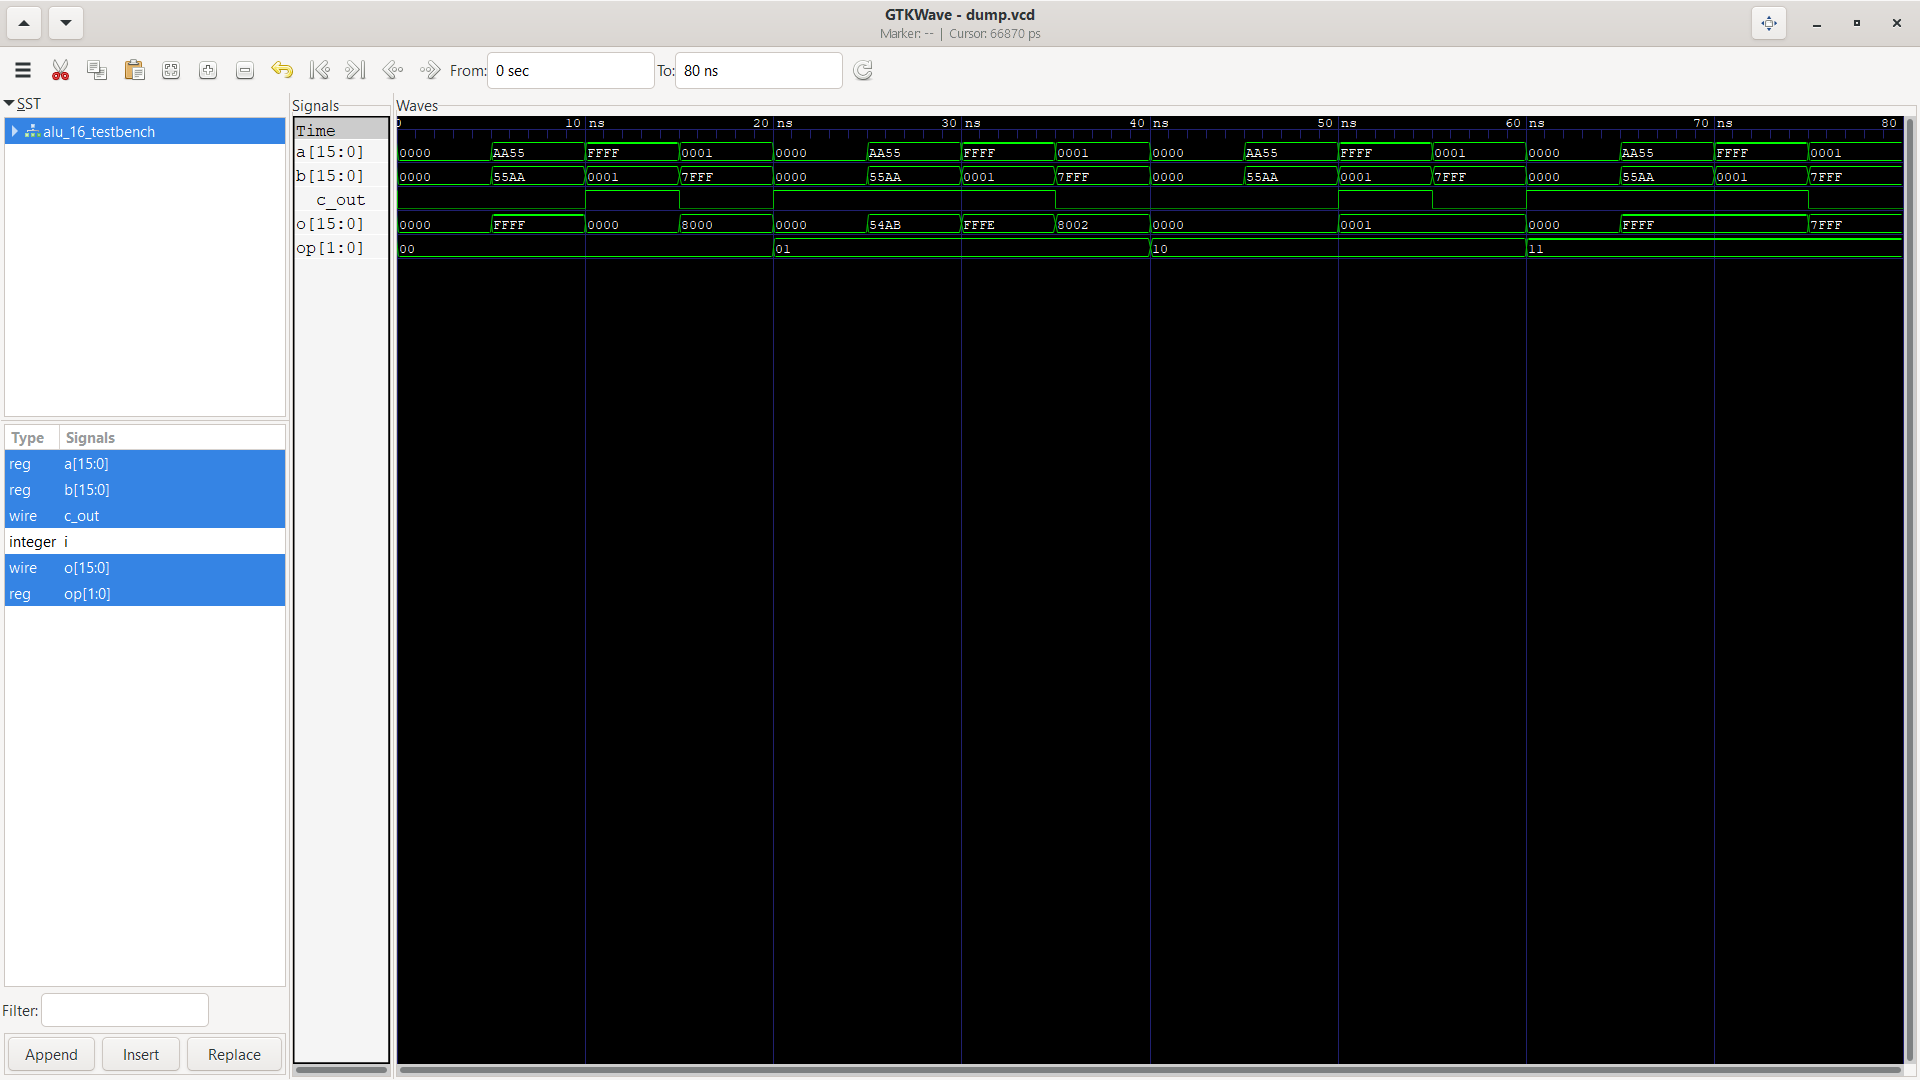 GTKWave - dump.vcd
Marker: -- | Cursor: 66870 ps
From: 0 sec To: 80 ns
SST
alu_16_testbench
Type Signals
reg a[15:0]
reg b[15:0]
wire c_out
integer i
wire o[15:0]
reg op[1:0]
Filter:
Append Insert Replace
Signals
Time
a[15:0]
b[15:0]
c_out
o[15:0]
op[1:0]
Waves
0 10 ns 20 ns 30 ns 40 ns 50 ns 60 ns 70 ns 80
0000 AA55 FFFF 0001 0000 AA55 FFFF 0001 0000 AA55 FFFF 0001 0000 AA55 FFFF 0001
0000 55AA 0001 7FFF 0000 55AA 0001 7FFF 0000 55AA 0001 7FFF 0000 55AA 0001 7FFF
0000 FFFF 0000 8000 0000 54AB FFFE 8002 0000 0001 0000 FFFF 7FFF
00 01 10 11